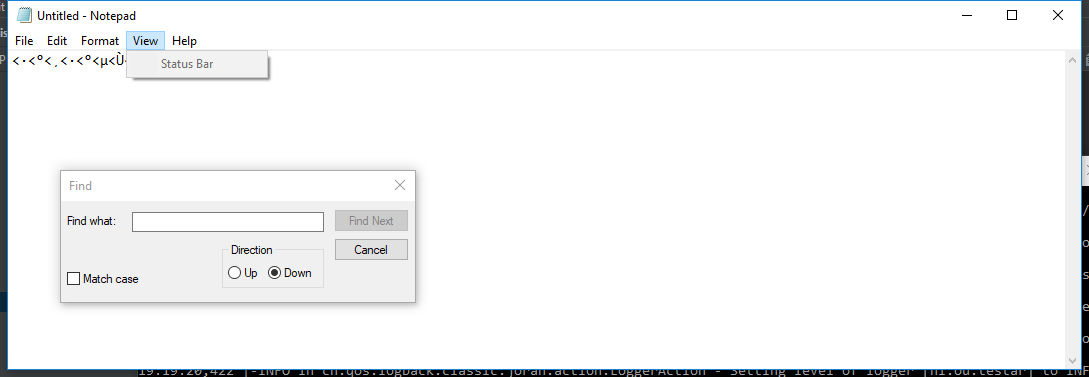 Untitled - Notepad
File Edit Format View Help
<·<º<¸<·<º<µ<Ù
Status Bar
Find
Find what:
Find Next
Direction
Cancel
Up Down
Match case
19:19:20,422 |-INFO in ch.qos.logback.classic.joran.action.LoggerAction - Setting level of logger [nl.ou.testar] to INF